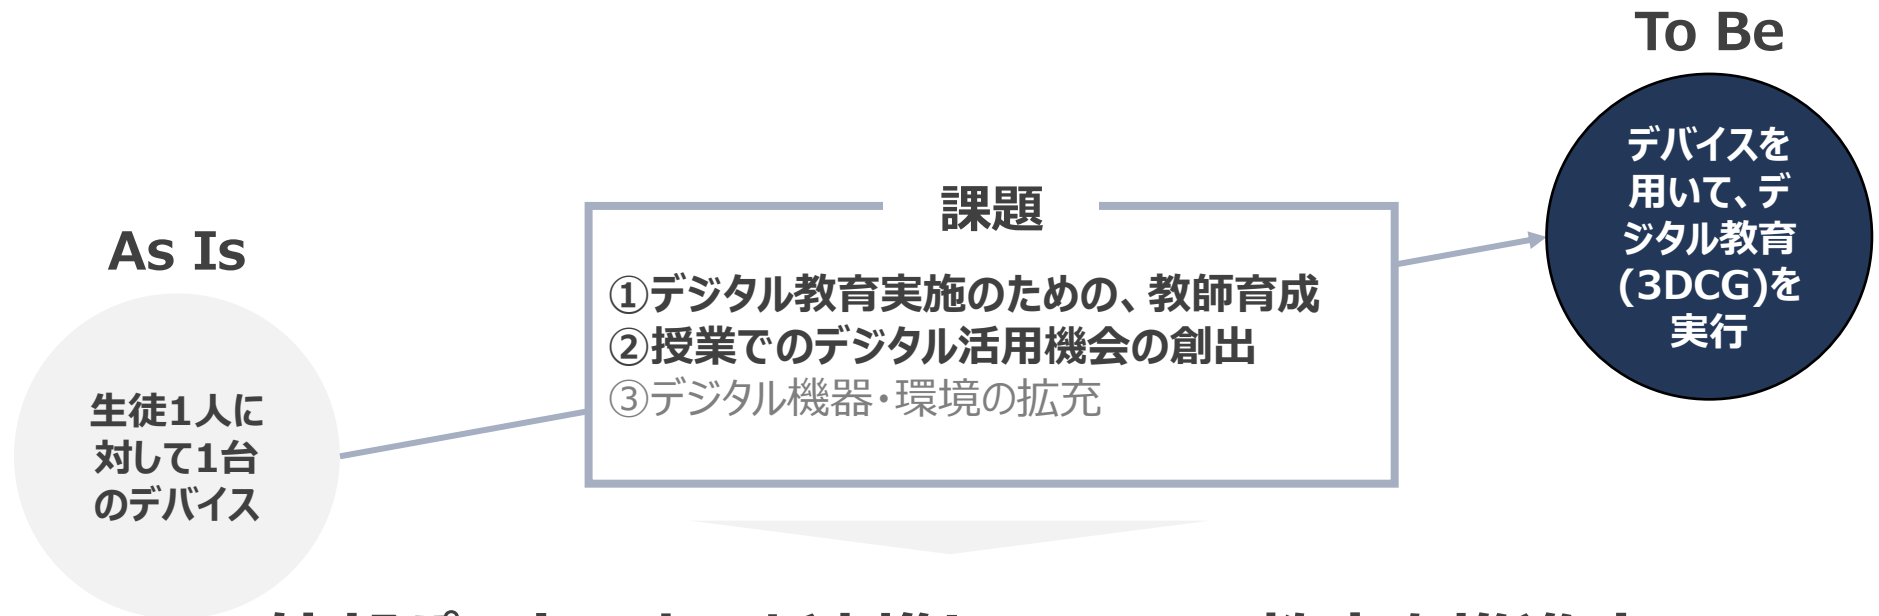 To Be
デバイスを
用いて、デ
ジタル教育
(3DCG)を
実行
課題
As Is
①デジタル教育実施のための、教師育成
②授業でのデジタル活用機会の創出
③デジタル機器・環境の拡充
生徒1人に
対して1台
のデバイス